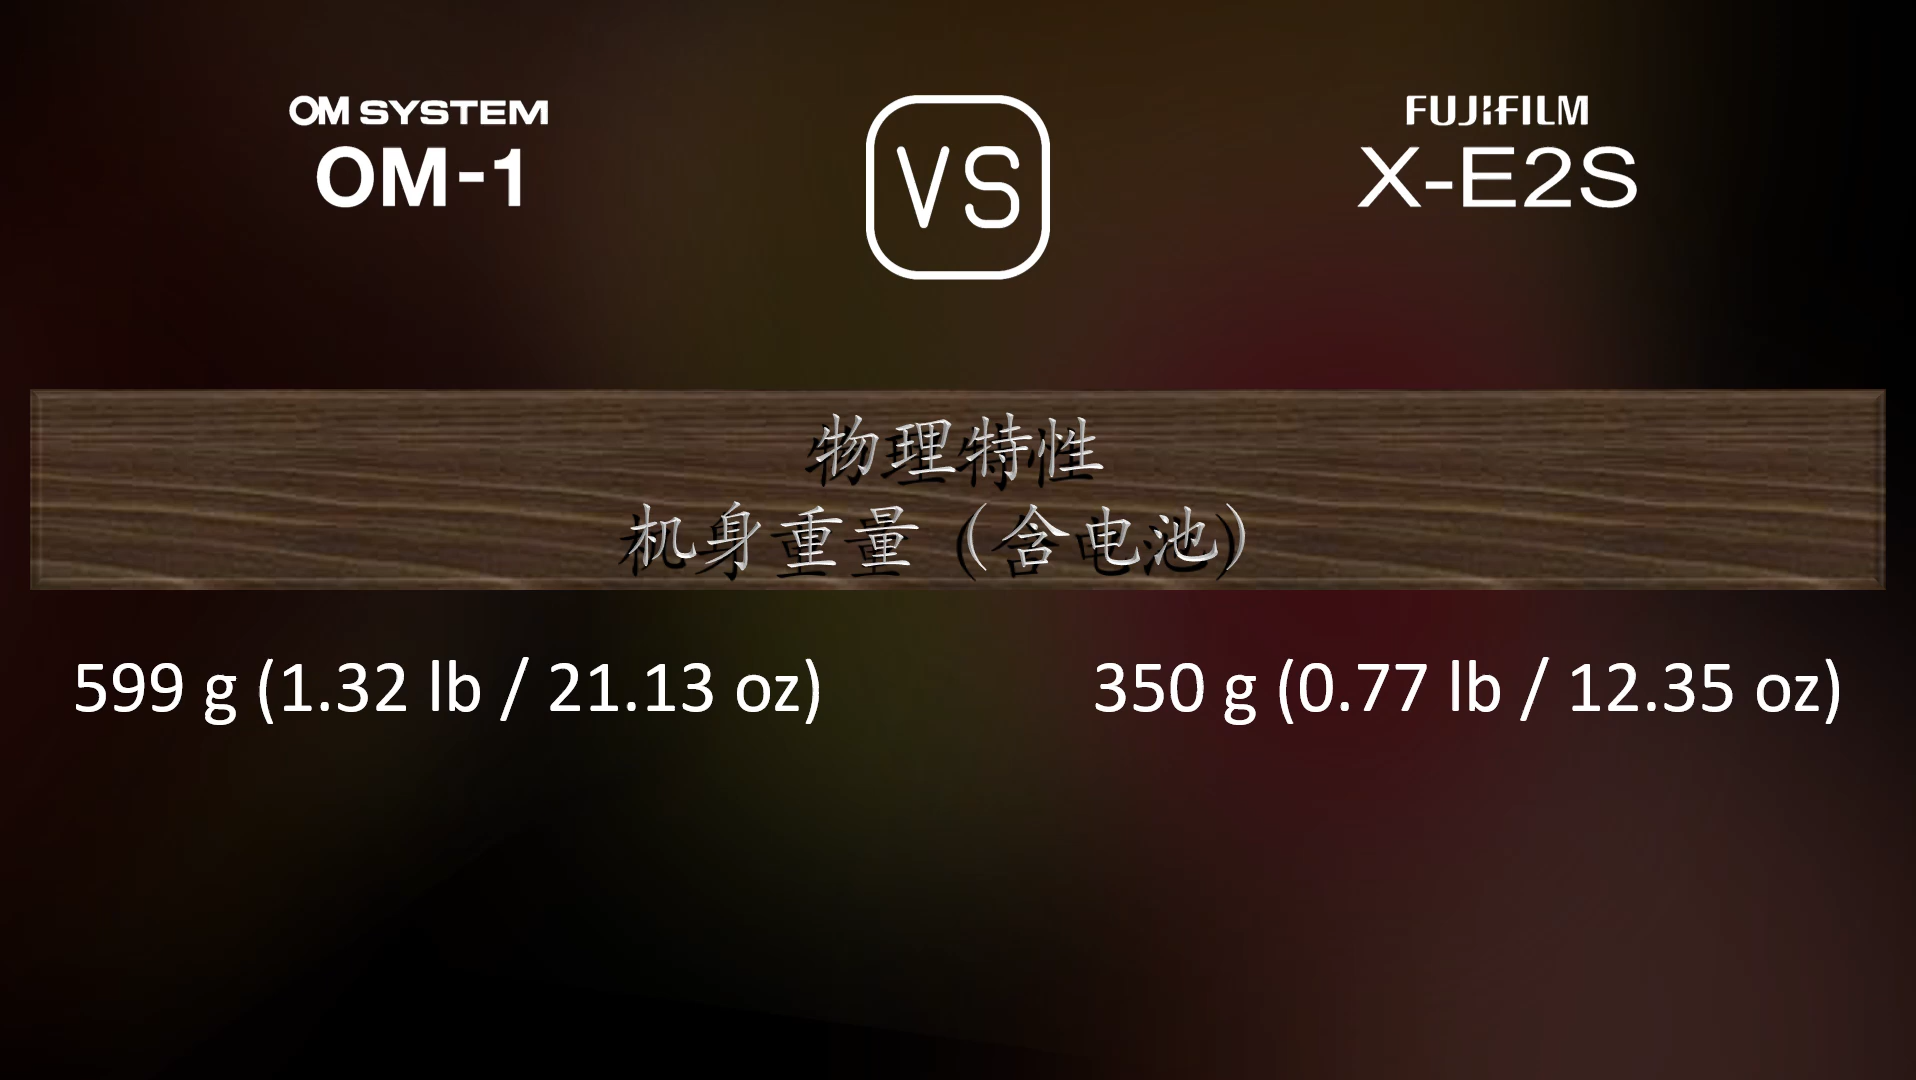 OM SYSTEM
OM-1
VS
FUJIFILM
X-E2S
物理特性
机身重量（含电池）
599 g (1.32 lb / 21.13 oz)
350 g (0.77 lb / 12.35 oz)